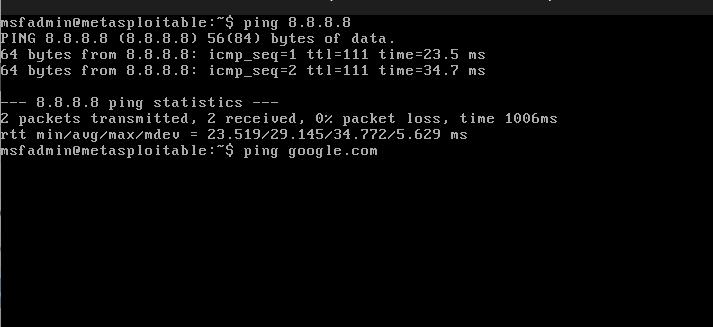 msfadmin@metasploitable:~$ ping 8.8.8.8
PING 8.8.8.8 (8.8.8.8) 56(84) bytes of data.
64 bytes from 8.8.8.8: icmp_seq=1 ttl=111 time=23.5 ms
64 bytes from 8.8.8.8: icmp_seq=2 ttl=111 time=34.7 ms
--- 8.8.8.8 ping statistics ---
2 packets transmitted, 2 received, 0% packet loss, time 1006ms
rtt min/avg/max/mdev = 23.519/29.145/34.772/5.629 ms
msfadmin@metasploitable:~$ ping google.com